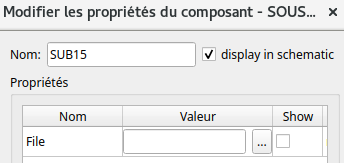 Modifier les propriétés du composant - SOUS...
Nom: SUB15 display in schematic
Propriétés
Nom Valeur Show
File ...